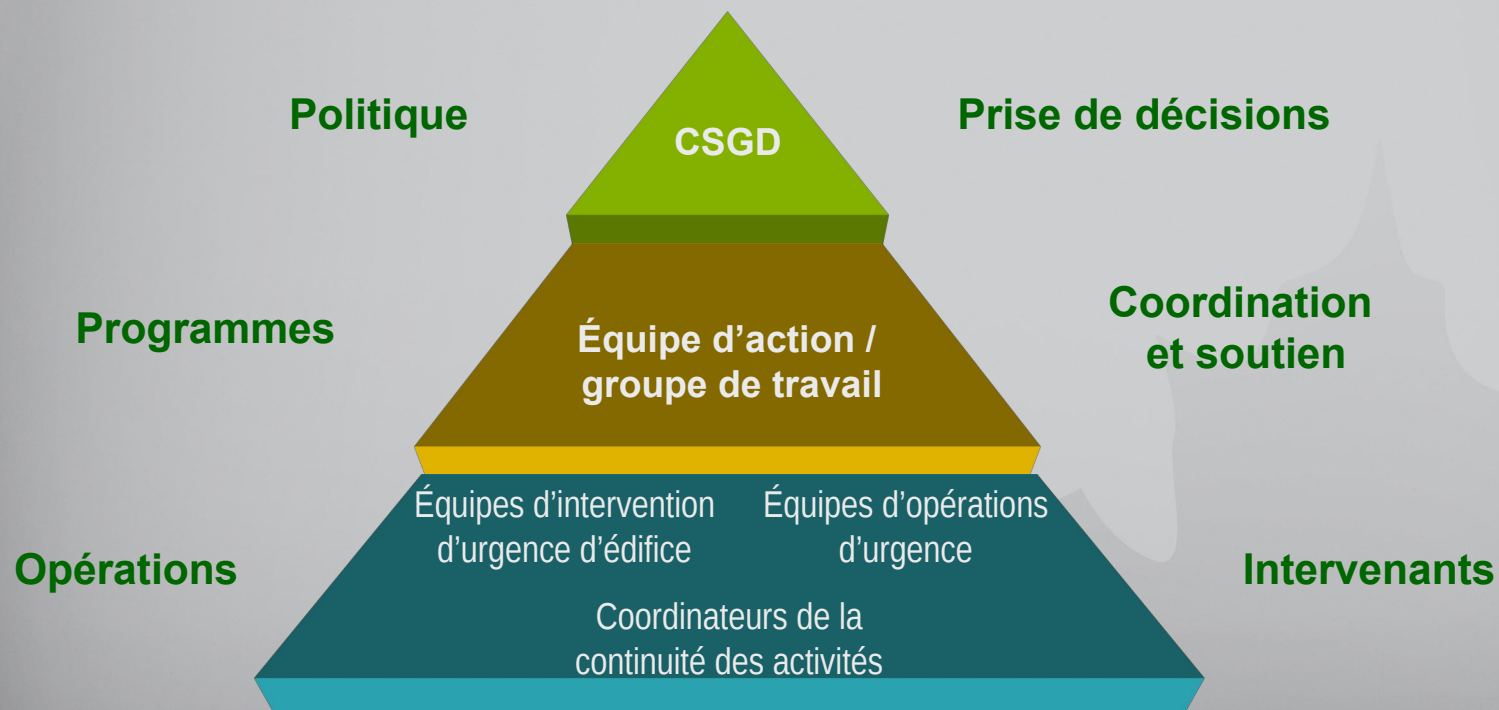 Politique
CSGD
Prise de décisions
Programmes
Équipe d’action /
groupe de travail
Coordination
et soutien
Opérations
Équipes d’intervention
d’urgence d’édifice
Équipes d’opérations
d’urgence
Coordinateurs de la
continuité des activités
Intervenants